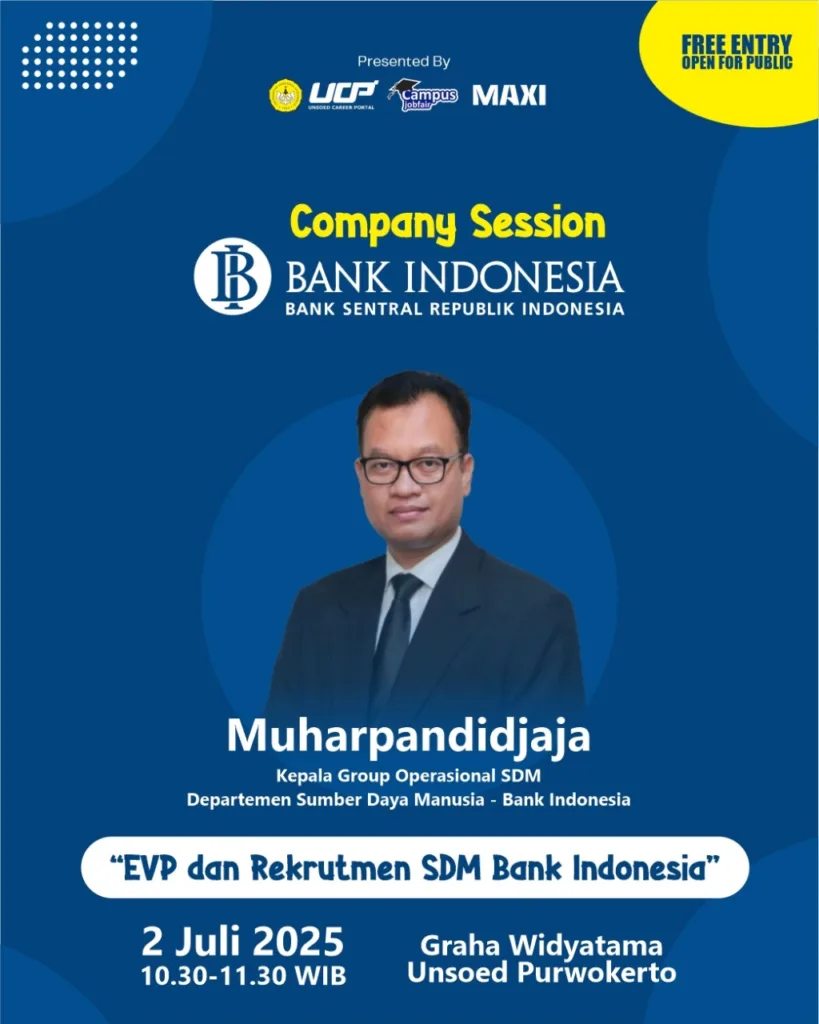 FREE ENTRY
OPEN FOR PUBLIC
Presented By
UCP
UNSOED CAREER PORTAL
Campus
jobfair
MAXI
Company Session
BANK INDONESIA
BANK SENTRAL REPUBLIK INDONESIA
Muharpandidjaja
Kepala Group Operasional SDM
Departemen Sumber Daya Manusia - Bank Indonesia
“EVP dan Rekrutmen SDM Bank Indonesia”
2 Juli 2025
10.30-11.30 WIB
Graha Widyatama
Unsoed Purwokerto